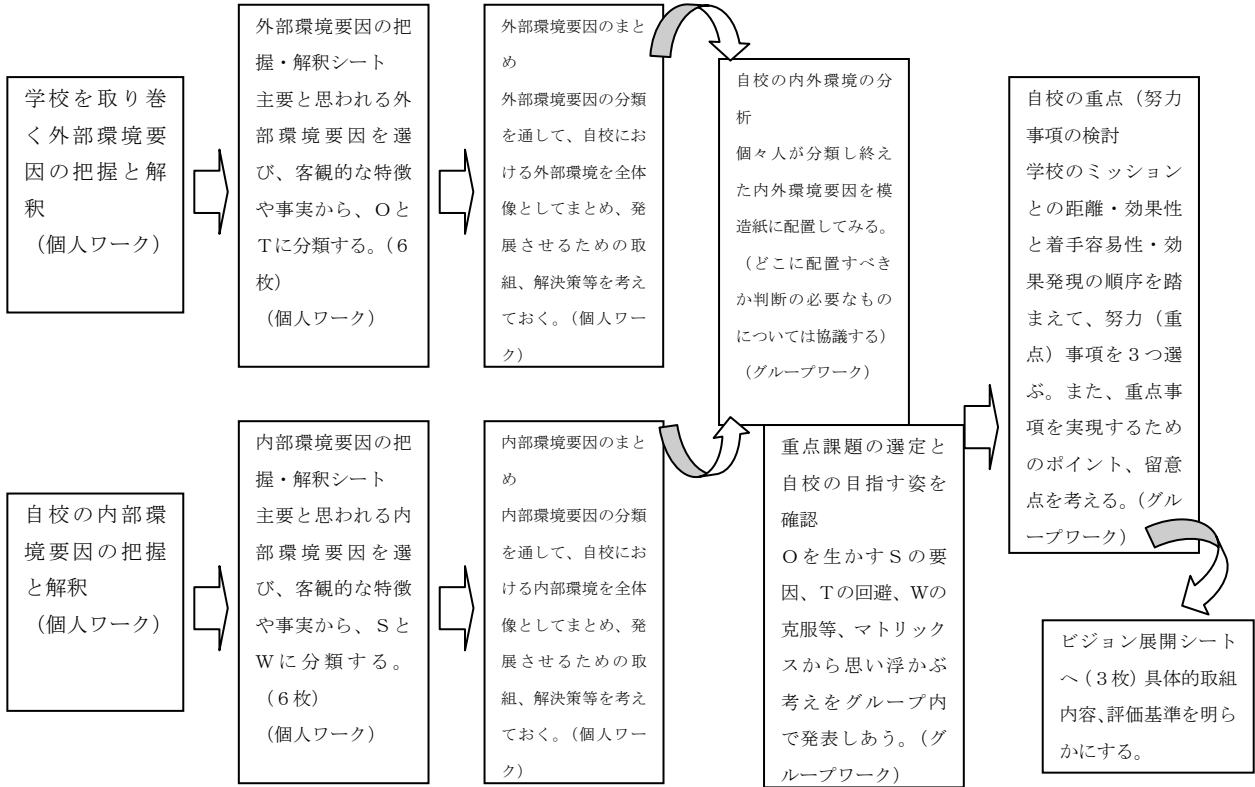 学校を取り巻
く外部環境要
因の把握と解
釈
（個人ワーク）
外部環境要因の把
握・解釈シート
主要と思われる外
部環境要因を選
び、客観的な特徴
や事実から、Ｏと
Ｔに分類する。（６
枚）
（個人ワーク）
外部環境要因のまと
め
外部環境要因の分類
を通して、自校にお
ける外部環境を全体
像としてまとめ、発
展させるための取
組、解決策等を考え
ておく。（個人ワー
ク）
自校の内部環
境要因の把握
と解釈
（個人ワーク）
内部環境要因の把
握・解釈シート
主要と思われる内
部環境要因を選
び、客観的な特徴
や事実から、Ｓと
Ｗに分類する。
（６枚）
（個人ワーク）
内部環境要因のまと
め
内部環境要因の分類
を通して、自校にお
ける内部環境を全体
像としてまとめ、発
展させるための取
組、解決策等を考え
ておく。（個人ワー
ク）
自校の内外環境の分
析
個々人が分類し終え
た内外環境要因を模
造紙に配置してみる。
（どこに配置すべき
か判断の必要なもの
については協議する）
（グループワーク）
重点課題の選定と
自校の目指す姿を
確認
Ｏを生かすＳの要
因、Ｔの回避、Ｗの
克服等、マトリック
スから思い浮かぶ
考えをグループ内
で発表しあう。（グ
ループワーク）
自校の重点（努力
事項の検討
学校のミッション
との距離・効果性
と着手容易性・効
果発現の順序を踏
まえて、努力（重
点）事項を３つ選
ぶ。また、重点事
項を実現するため
のポイント、留意
点を考える。（グル
ープワーク）
ビジョン展開シート
へ（３枚）具体的取組
内容、評価基準を明ら
かにする。